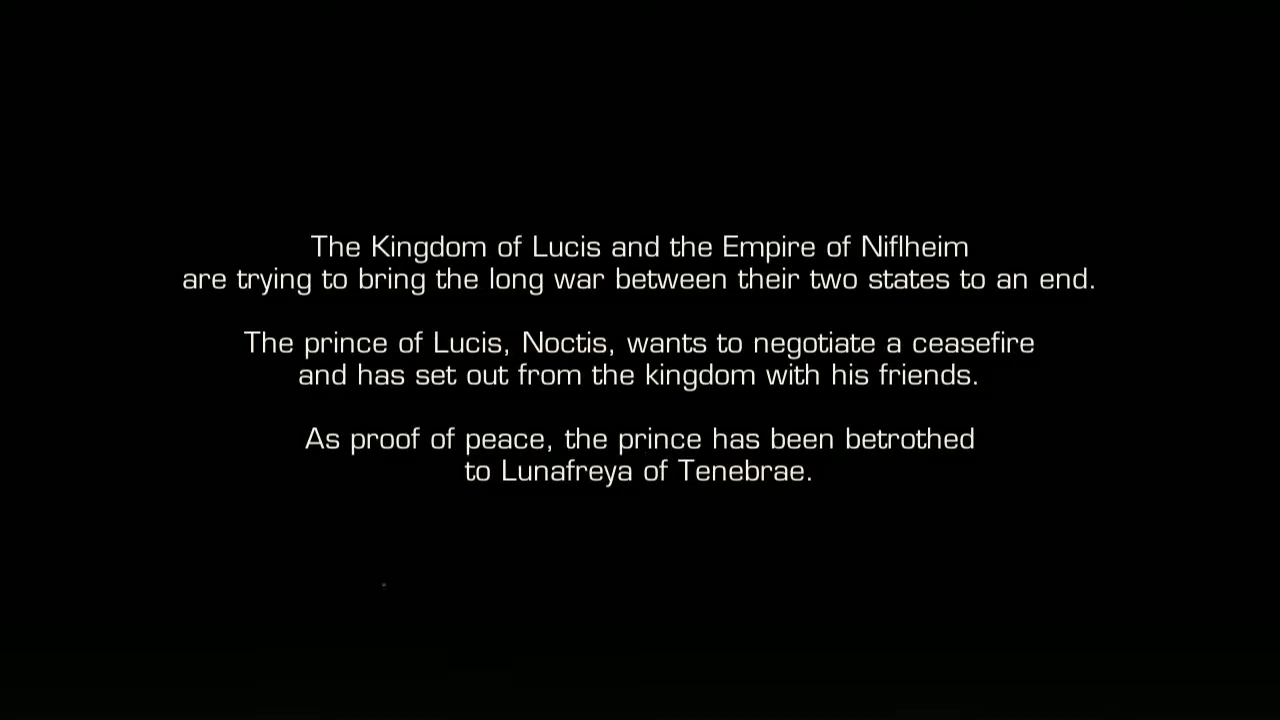 The Kingdom of Lucis and the Empire of Niflheim
are trying to bring the long war between their two states to an end.
The prince of Lucis, Noctis, wants to negotiate a ceasefire
and has set out from the kingdom with his friends.
As proof of peace, the prince has been betrothed
to Lunafreya of Tenebrae.